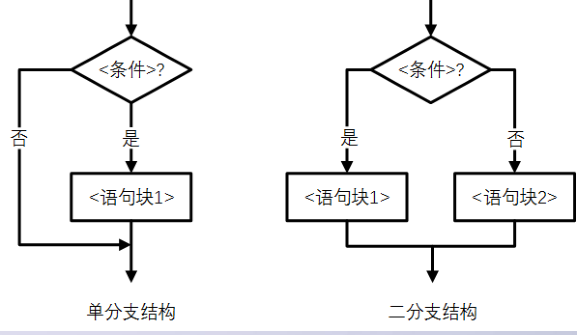 <条件>?
否
是
<语句块1>
单分支结构
<条件>?
是
否
<语句块1>
<语句块2>
二分支结构